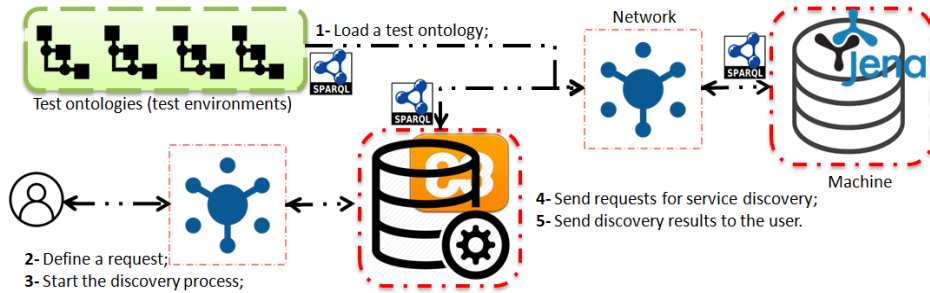 1- Load a test ontology;
Network
SPARQL
SPARQL
Jena
Test ontologies (test environments)
SPARQL
Machine
4- Send requests for service discovery;
5- Send discovery results to the user.
2- Define a request;
3- Start the discovery process;